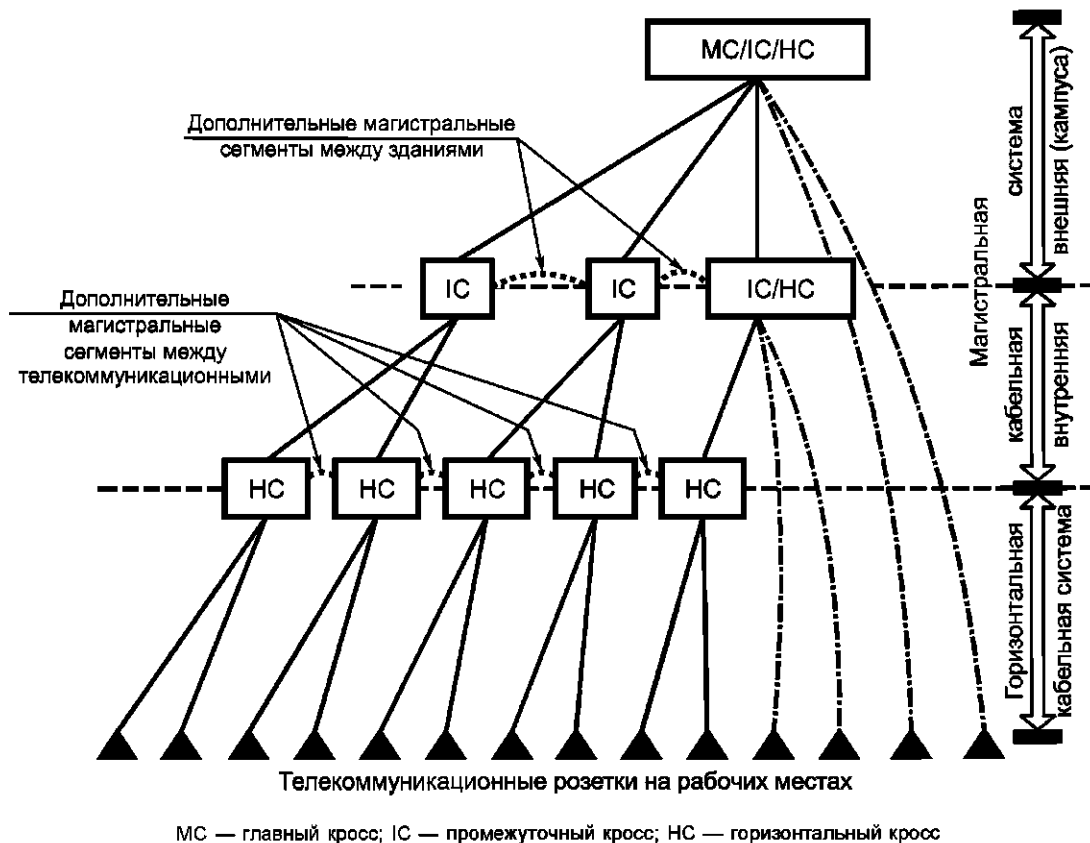 MC/IC/HC
Дополнительные магистральные
сегменты между зданиями
IC
IC
IC/HC
Дополнительные
магистральные
сегменты между
телекоммуникационными
HC
HC
HC
HC
HC
Магистральная
кабельная
система
внешняя (кампуса)
внутренняя
Горизонтальная
кабельная система
Телекоммуникационные розетки на рабочих местах
MC — главный кросс; IC — промежуточный кросс; HC — горизонтальный кросс